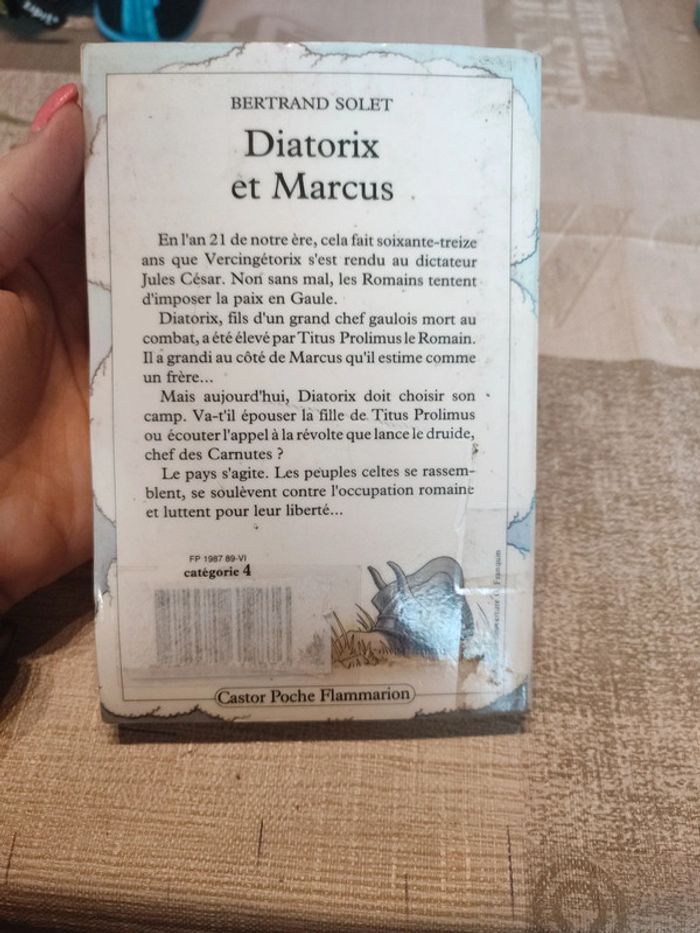 BERTRAND SOLET
Diatorix
et Marcus
En l'an 21 de notre ère, cela fait soixante-treize
ans que Vercingétorix s'est rendu au dictateur
Jules César. Non sans mal, les Romains tentent
d'imposer la paix en Gaule.
Diatorix, fils d'un grand chef gaulois mort au
combat, a été élevé par Titus Prolimus le Romain.
Il a grandi au côté de Marcus qu'il estime comme
un frère...
Mais aujourd'hui, Diatorix doit choisir son
camp. Va-t'il épouser la fille de Titus Prolimus
ou écouter l'appel à la révolte que lance le druide,
chef des Carnutes ?
Le pays s'agite. Les peuples celtes se rassem-
blent, se soulèvent contre l'occupation romaine
et luttent pour leur liberté...
FP 1987 89-VI
catégorie 4
Franquin
Castor Poche Flammarion